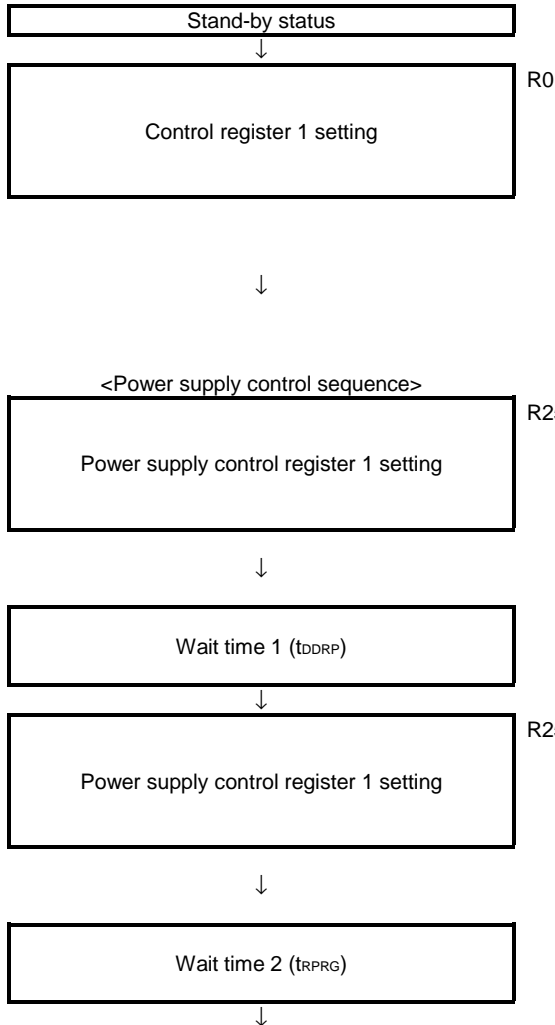 Stand-by status
↓
R0
Control register 1 setting
↓
<Power supply control sequence>
Power supply control register 1 setting
↓
Wait time 1 (tDDRP)
↓
Power supply control register 1 setting
↓
Wait time 2 (tRPRG)
↓